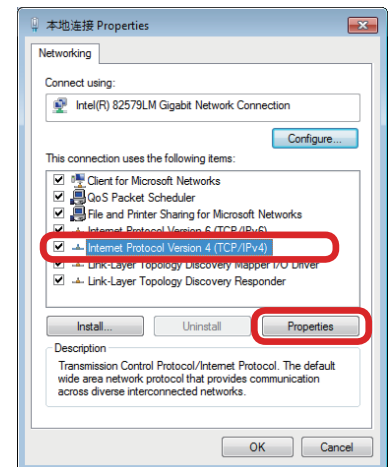 本地连接 Properties
Networking
Connect using:
Intel(R) 82579LM Gigabit Network Connection
Configure...
This connection uses the following items:
Client for Microsoft Networks
QoS Packet Scheduler
File and Printer Sharing for Microsoft Networks
Internet Protocol Version 6 (TCP/IPv6)
Internet Protocol Version 4 (TCP/IPv4)
Link-Layer Topology Discovery Mapper I/O Driver
Link-Layer Topology Discovery Responder
Install...
Uninstall
Properties
Description
Transmission Control Protocol/Internet Protocol. The default
wide area network protocol that provides communication
across diverse interconnected networks.
OK
Cancel